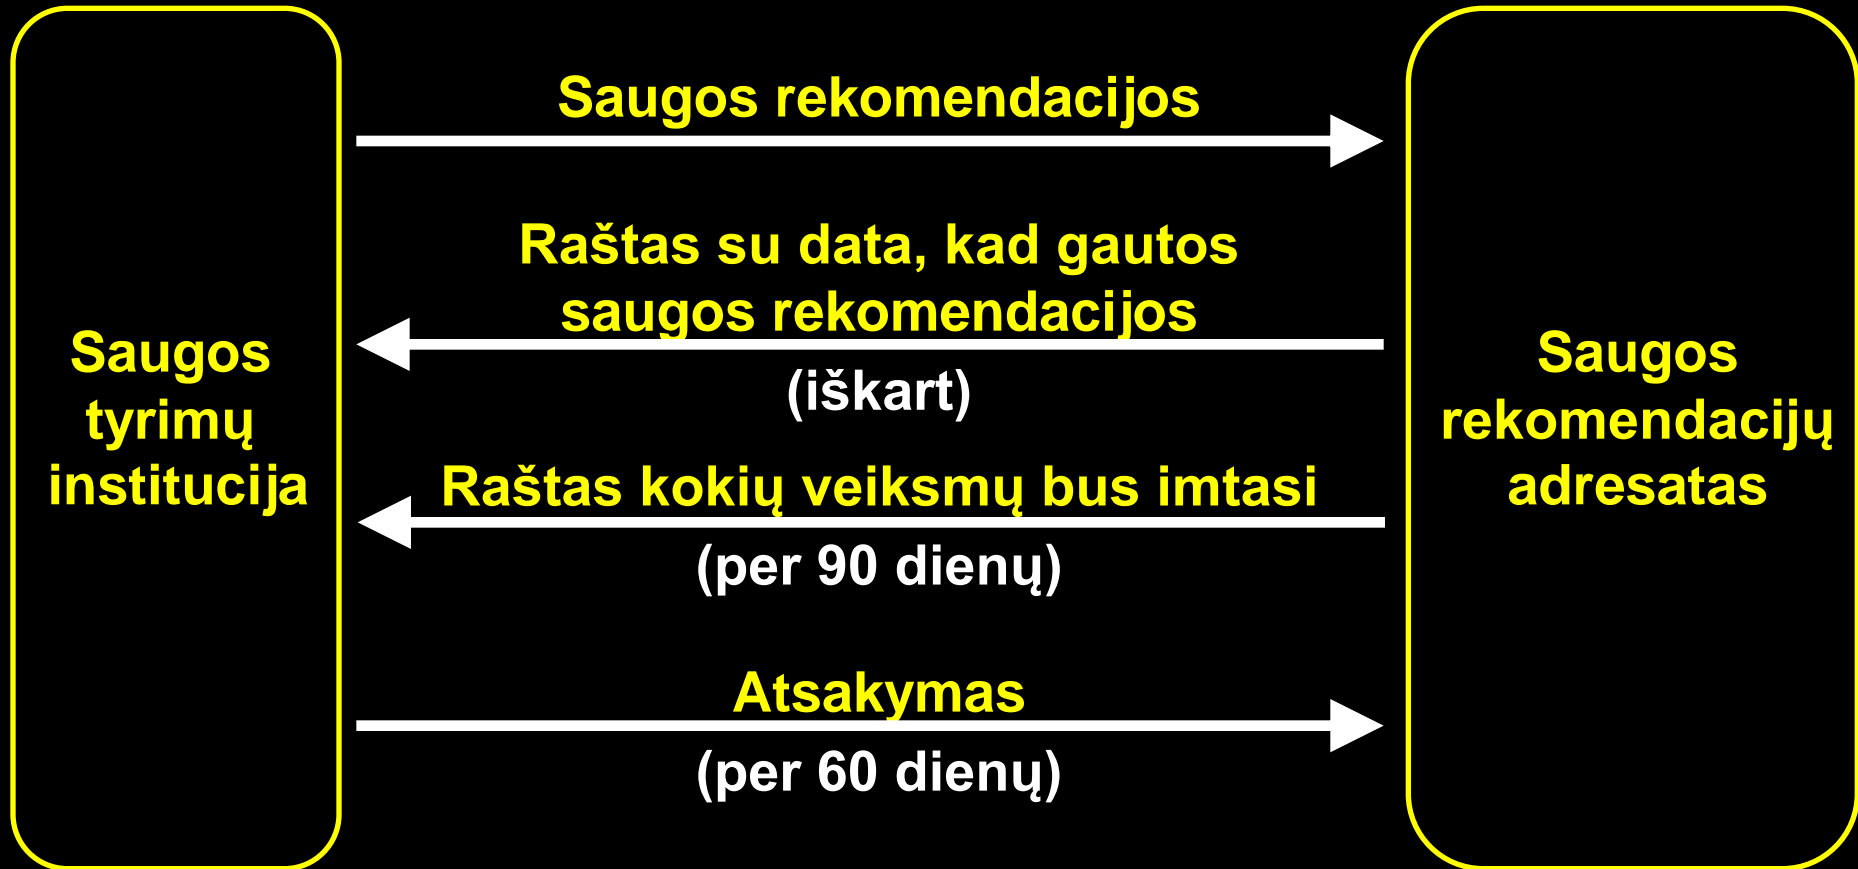 Saugos
tyrimų
institucija
Saugos rekomendacijos
Raštas su data, kad gautos
saugos rekomendacijos
(iškart)
Raštas kokių veiksmų bus imtasi
(per 90 dienų)
Atsakymas
(per 60 dienų)
Saugos
rekomendacijų
adresatas